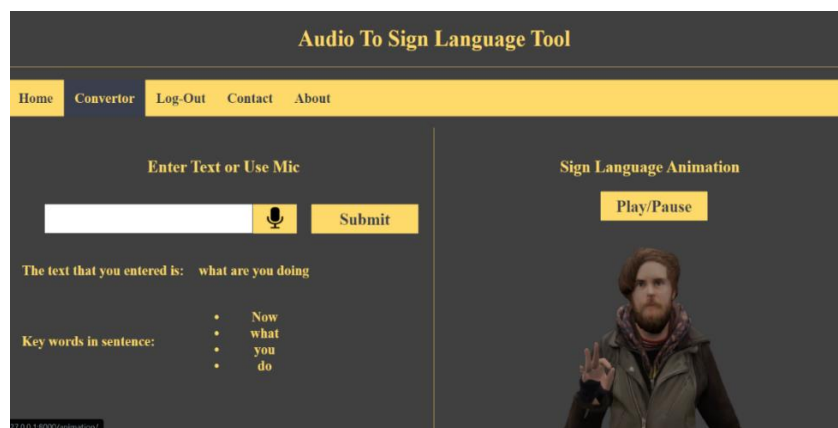 Audio To Sign Language Tool
Home Convertor Log-Out Contact About
Enter Text or Use Mic
Submit
The text that you entered is: what are you doing
Key words in sentence:
• Now
• what
• you
• do
Sign Language Animation
Play/Pause